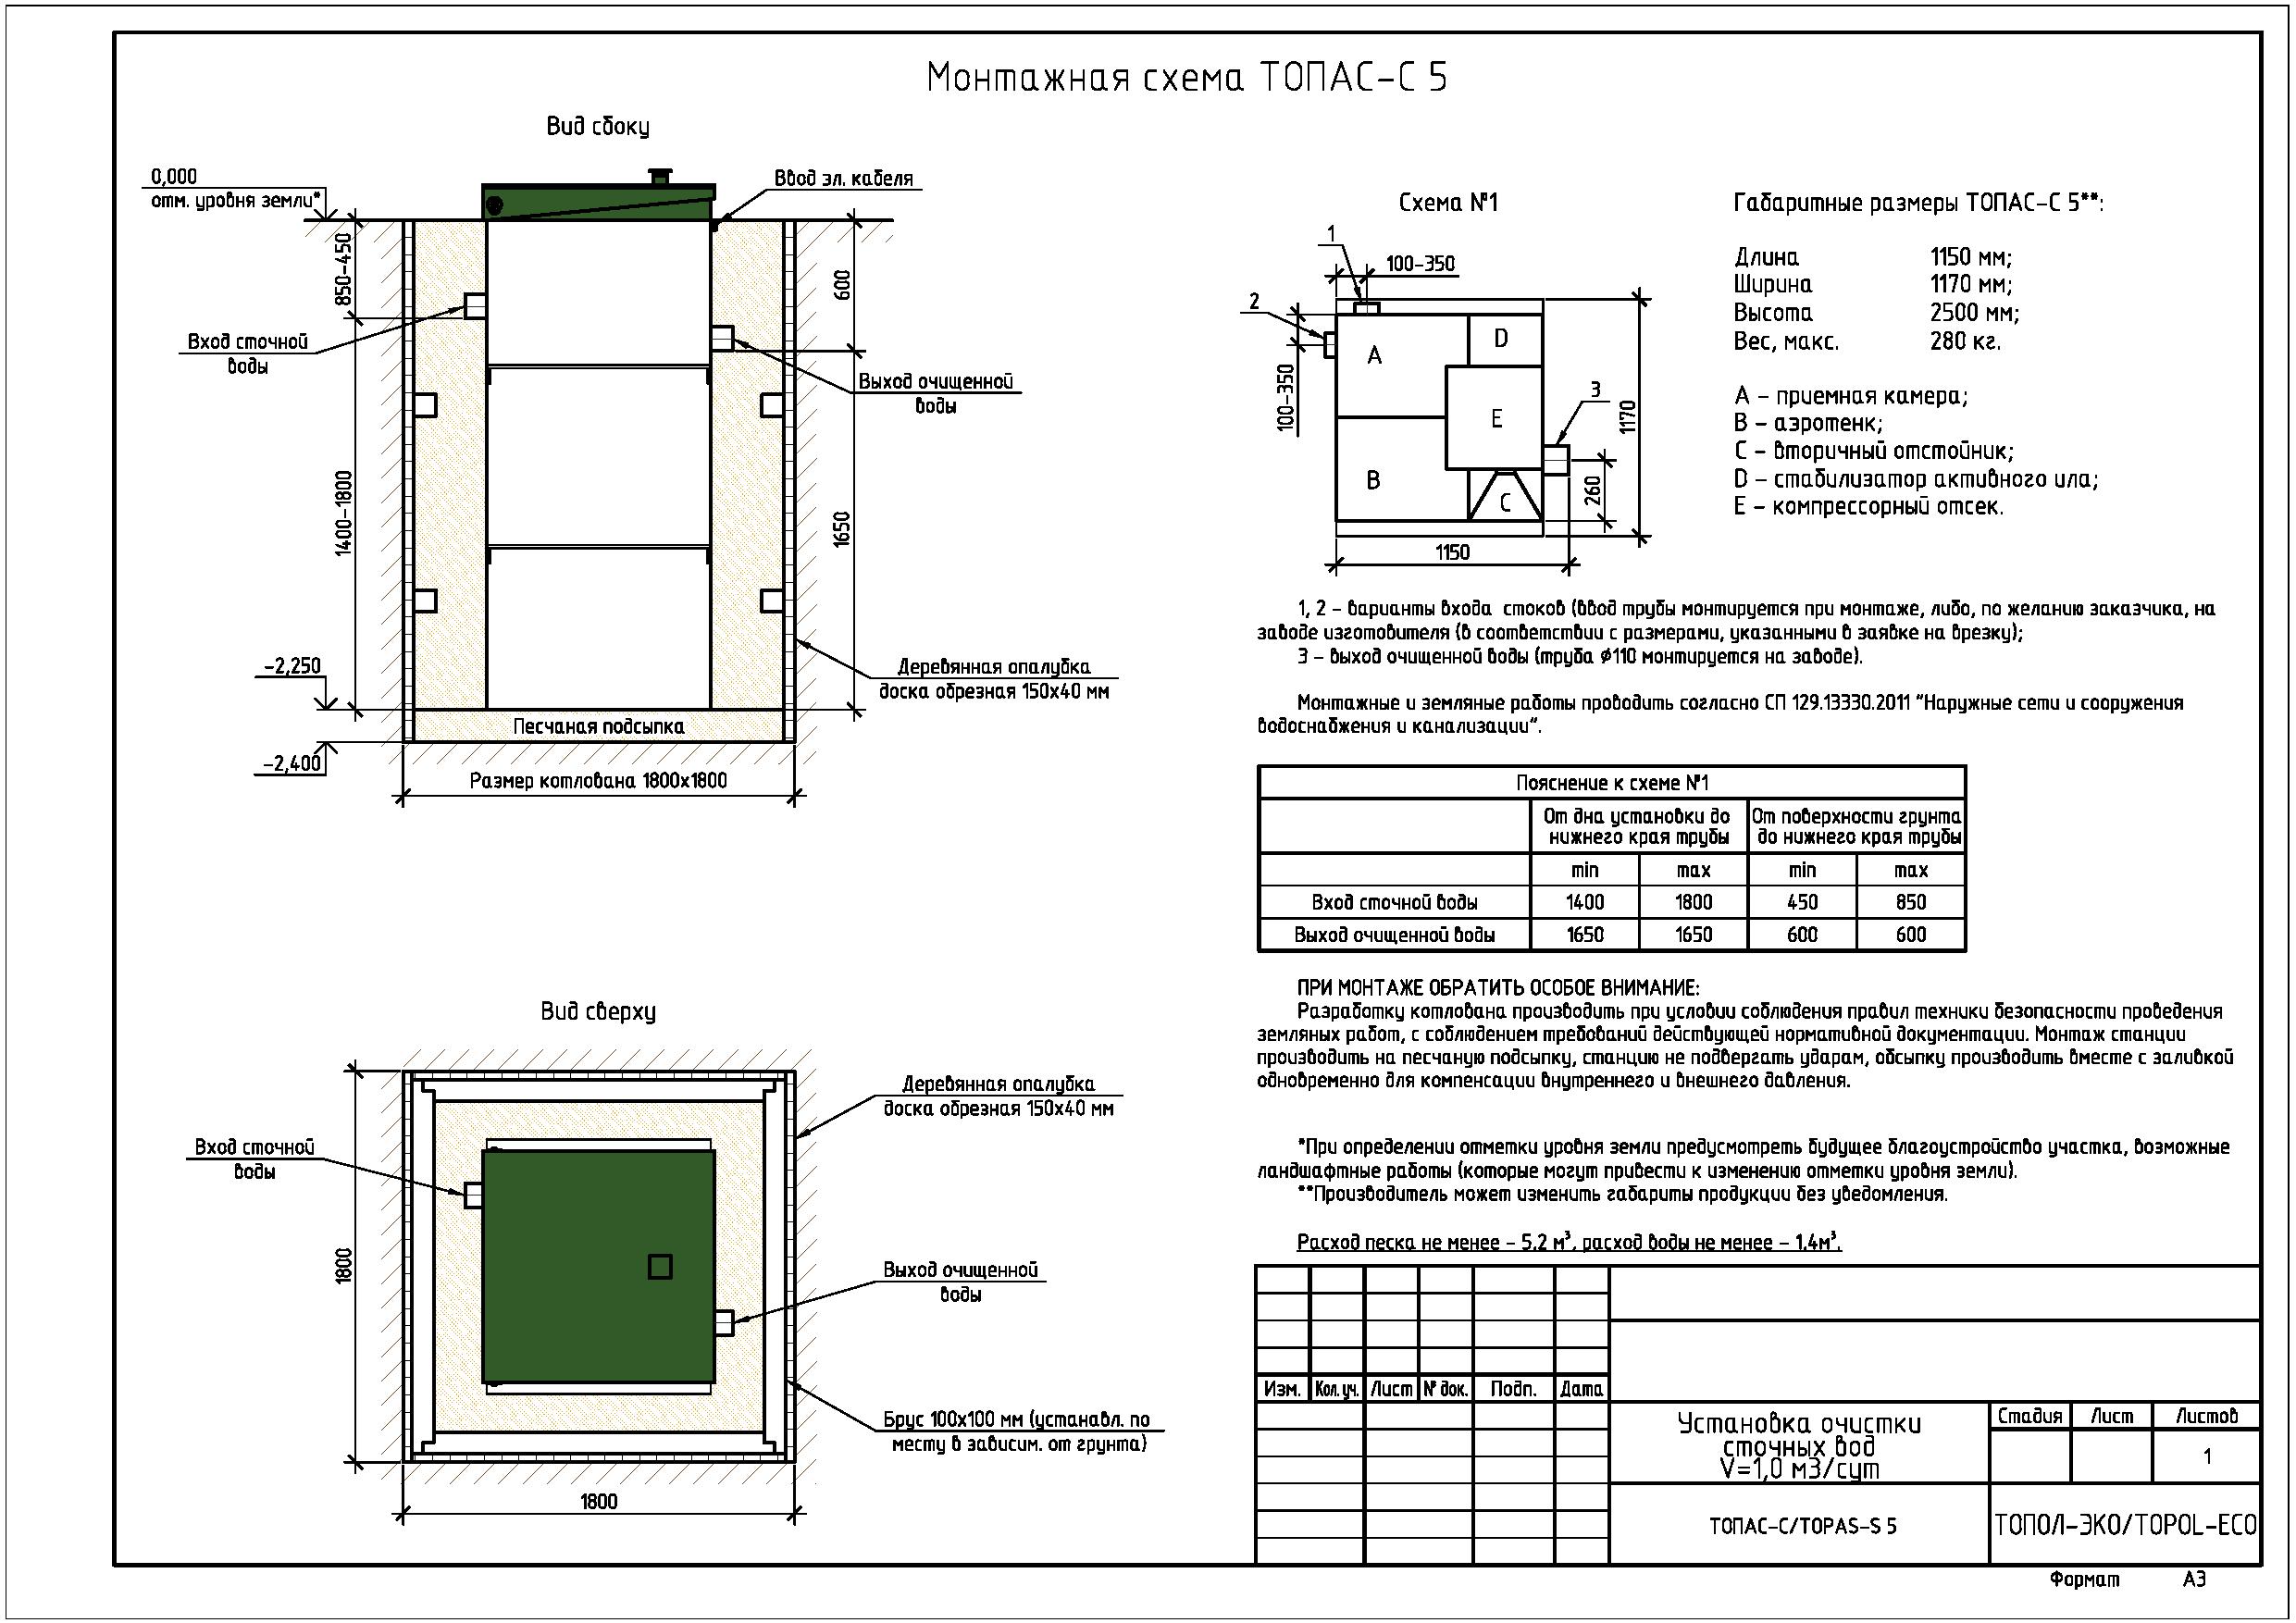 Монтажная схема ТОПАС-С 5
Вид сбоку
0,000
отм. уровня земли*
Ввод эл. кабеля
850-450
600
Вход сточной
воды
Выход очищенной
воды
1400-1800
1650
-2,250
Деревянная опалубка
доска обрезная 150х40 мм
Песчаная подсыпка
-2,400
Размер котлована 1800х1800
Схема №1
1
100-350
2
100-350
A
D
E
B
C
3
1170
260
1150
Габаритные размеры ТОПАС-С 5**:
Длина 1150 мм;
Ширина 1170 мм;
Высота 2500 мм;
Вес, макс. 280 кг.
A - приемная камера;
B - аэротенк;
C - вторичный отстойник;
D - стабилизатор активного ила;
E - компрессорный отсек.
1, 2 - варианты входа стоков (ввод трубы монтируется при монтаже, либо, по желанию заказчика, на
заводе изготовителя (в соответствии с размерами, указанными в заявке на врезку);
3 - выход очищенной воды (труба ⌀110 монтируется на заводе).
Монтажные и земляные работы проводить согласно СП 129.13330.2011 "Наружные сети и сооружения
водоснабжения и канализации".
Пояснение к схеме №1
От дна установки до
нижнего края трубы
От поверхности грунта
до нижнего края трубы
min max min max
Вход сточной воды 1400 1800 450 850
Выход очищенной воды 1650 1650 600 600
ПРИ МОНТАЖЕ ОБРАТИТЬ ОСОБОЕ ВНИМАНИЕ:
Разработку котлована производить при условии соблюдения правил техники безопасности проведения
земляных работ, с соблюдением требований действующей нормативной документации. Монтаж станции
производить на песчаную подсыпку, станцию не подвергать ударам, обсыпку производить вместе с заливкой
одновременно для компенсации внутреннего и внешнего давления.
*При определении отметки уровня земли предусмотреть будущее благоустройство участка, возможные
ландшафтные работы (которые могут привести к изменению отметки уровня земли).
**Производитель может изменить габариты продукции без уведомления.
Расход песка не менее - 5,2 м³, расход воды не менее - 1,4м³.
Вид сверху
Вход сточной
воды
1800
1800
Деревянная опалубка
доска обрезная 150х40 мм
Выход очищенной
воды
Брус 100х100 мм (устанавл. по
месту в зависим. от грунта)
Изм. Кол.уч. Лист № док. Подп. Дата
Установка очистки
сточных вод
V=1,0 м3/сут
Стадия Лист Листов
1
ТОПАС-С/TOPAS-S 5
ТОПОЛ-ЭКО/TOPOL-ECO
Формат А3